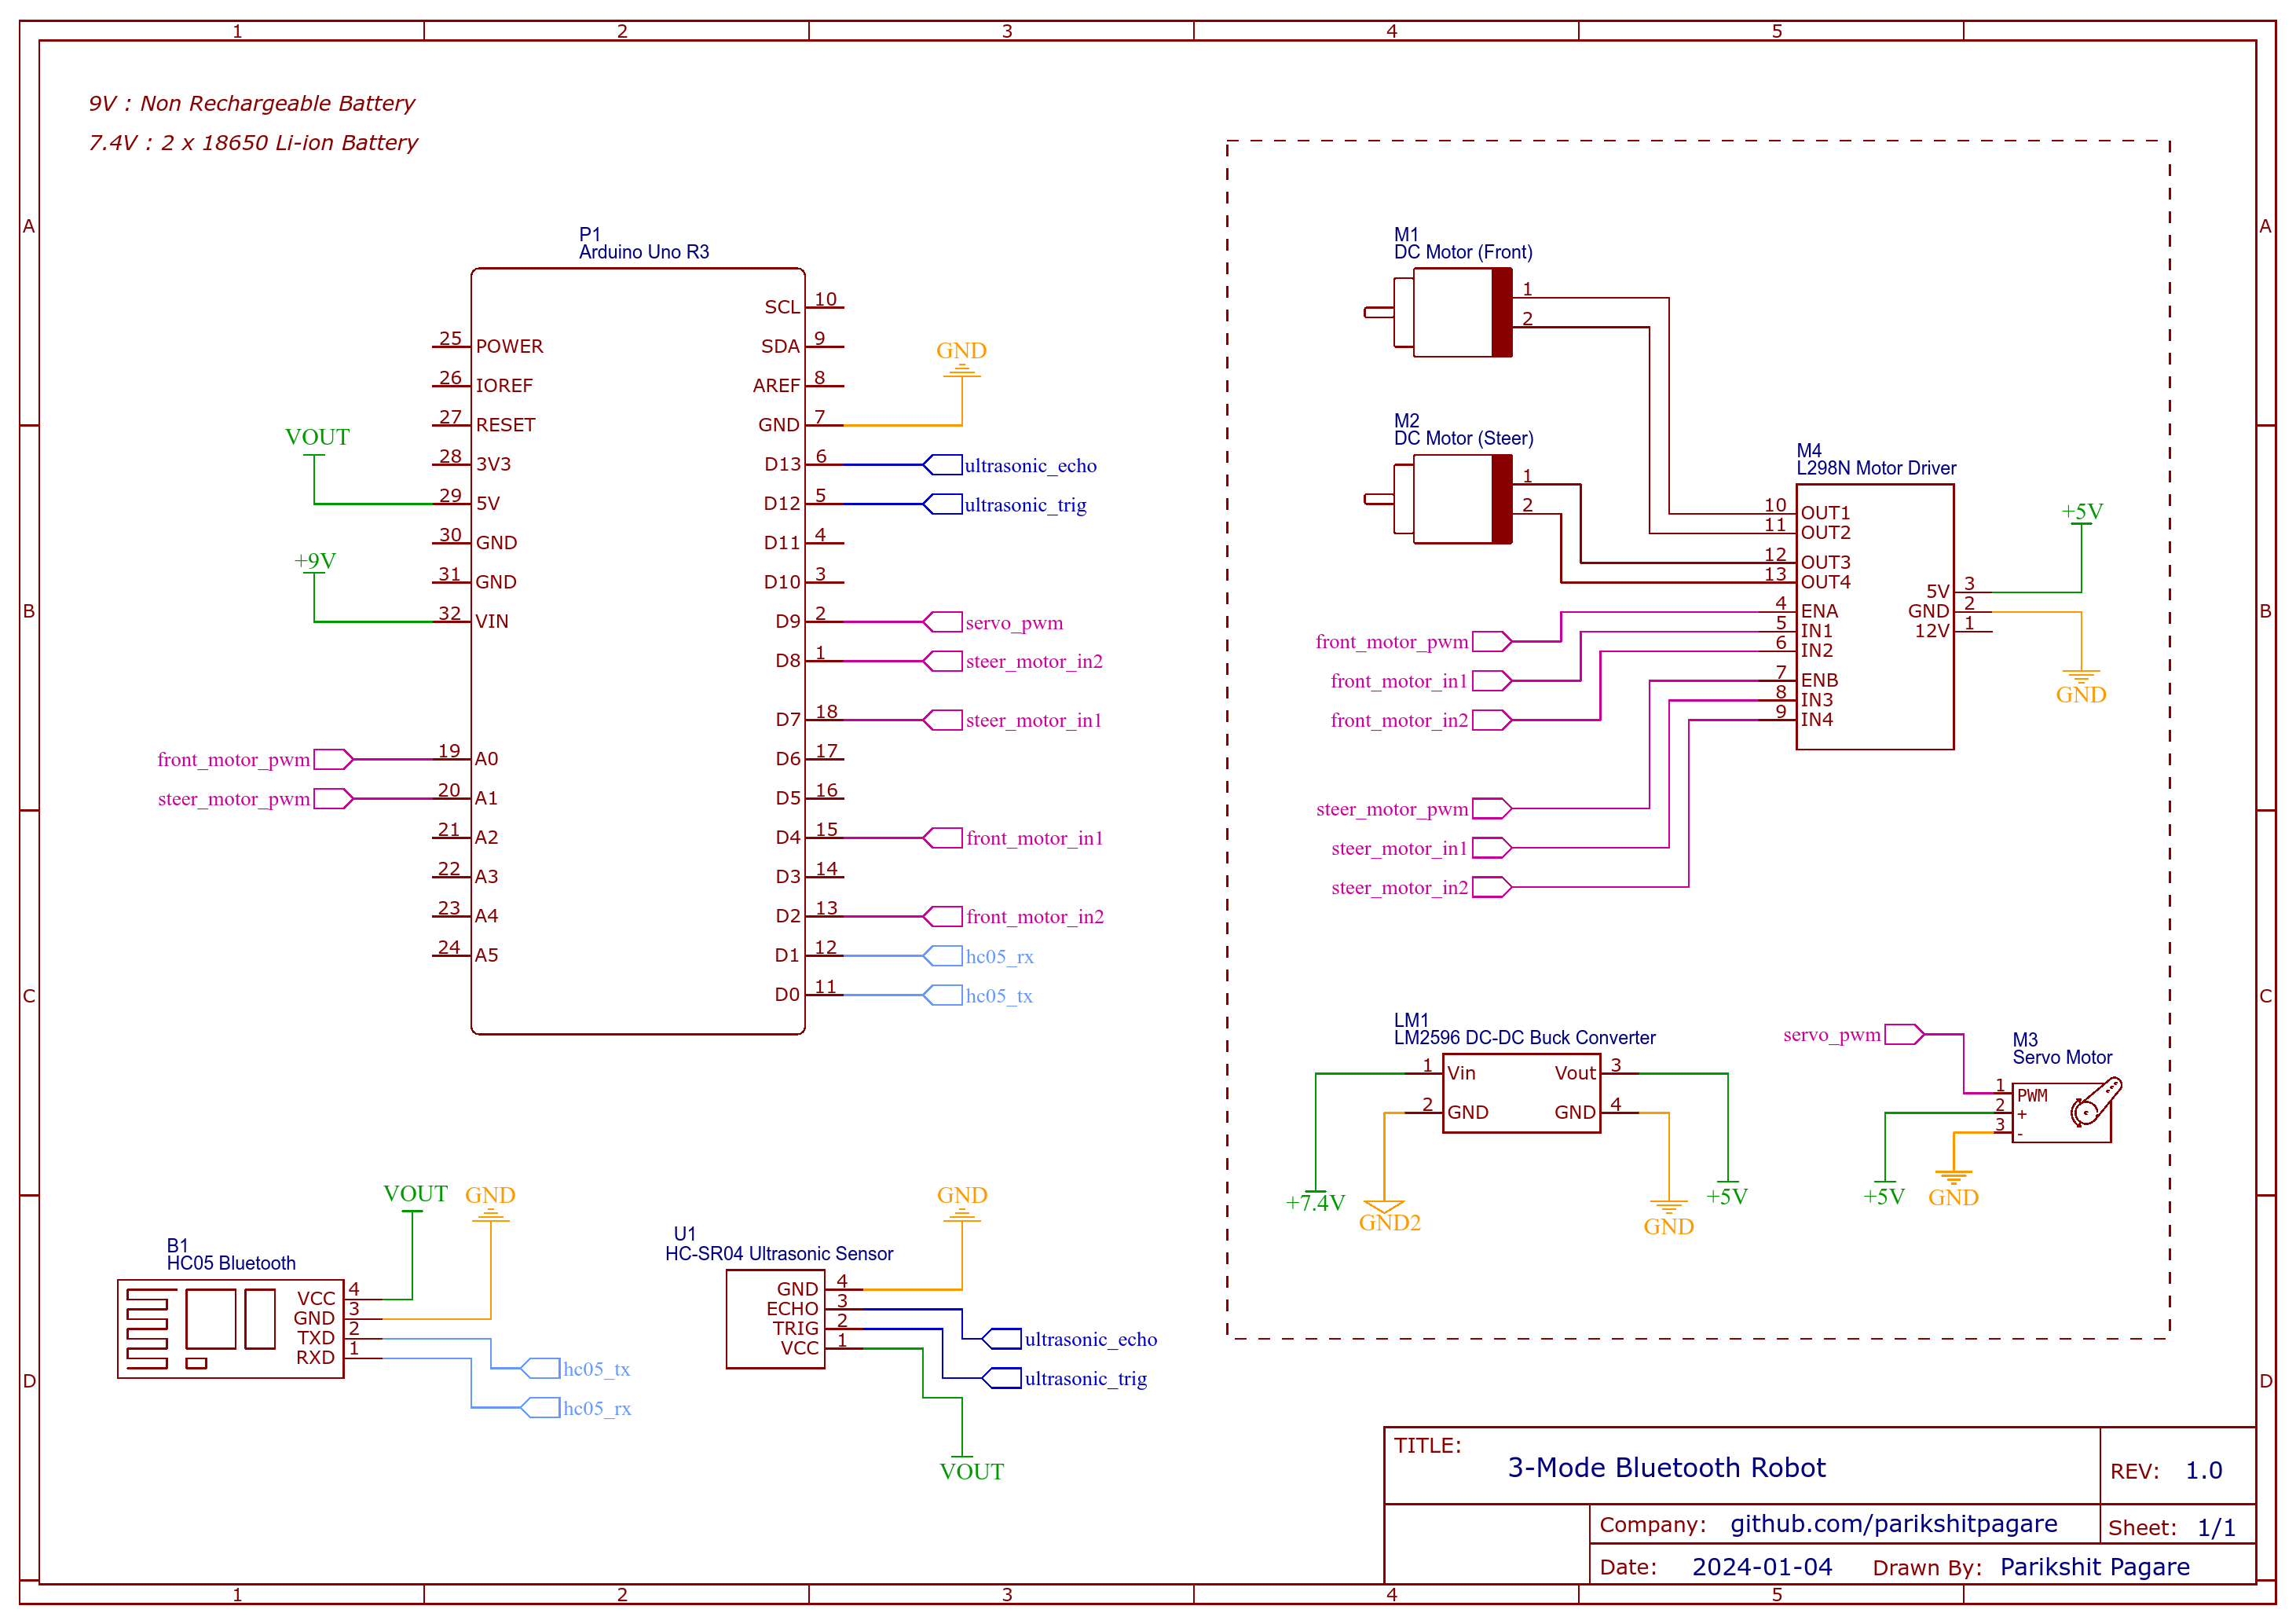 1 2 3 4 5
A
B
C
D
A
B
C
D
1 2 3 4 5
9V : Non Rechargeable Battery
7.4V : 2 x 18650 Li-ion Battery
P1
Arduino Uno R3
25 POWER
26 IOREF
27 RESET
28 3V3
29 5V
30 GND
31 GND
32 VIN
19 A0
20 A1
21 A2
22 A3
23 A4
24 A5
SCL 10
SDA 9
AREF 8
GND 7
D13 6
D12 5
D11 4
D10 3
D9 2
D8 1
D7 18
D6 17
D5 16
D4 15
D3 14
D2 13
D1 12
D0 11
VOUT
+9V
front_motor_pwm
steer_motor_pwm
GND
ultrasonic_echo
ultrasonic_trig
servo_pwm
steer_motor_in2
steer_motor_in1
front_motor_in1
front_motor_in2
hc05_rx
hc05_tx
M1
DC Motor (Front)
1
2
M2
DC Motor (Steer)
1
2
M4
L298N Motor Driver
10 OUT1
11 OUT2
12 OUT3
13 OUT4
4 ENA
5 IN1
6 IN2
7 ENB
8 IN3
9 IN4
5V 3
GND 2
12V 1
+5V
GND
front_motor_pwm
front_motor_in1
front_motor_in2
steer_motor_pwm
steer_motor_in1
steer_motor_in2
LM1
LM2596 DC-DC Buck Converter
1 Vin Vout 3
2 GND GND 4
+7.4V
GND2
GND
+5V
servo_pwm
M3
Servo Motor
1 PWM
2 +
3 -
+5V
GND
VOUT GND
B1
HC05 Bluetooth
VCC 4
GND 3
TXD 2
RXD 1
hc05_tx
hc05_rx
GND
U1
HC-SR04 Ultrasonic Sensor
GND 4
ECHO 3
TRIG 2
VCC 1
ultrasonic_echo
ultrasonic_trig
VOUT
TITLE:
3-Mode Bluetooth Robot
REV: 1.0
Company: github.com/parikshitpagare
Sheet: 1/1
Date: 2024-01-04 Drawn By: Parikshit Pagare